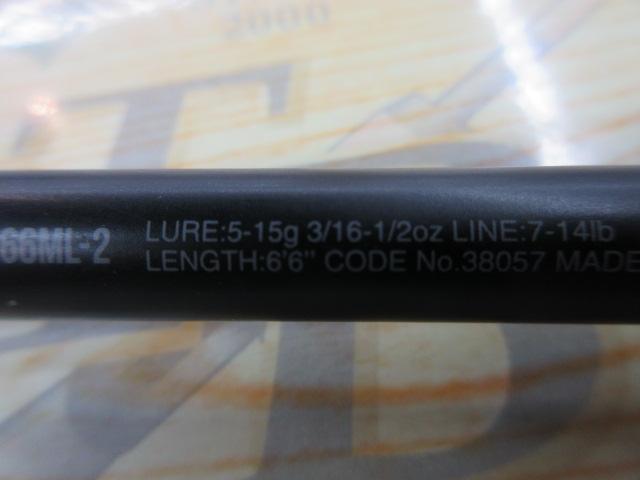 2000
66ML-2
LURE:5-15g 3/16-1/2oz LINE:7-14lb
LENGTH:6'6" CODE No.38057 MADE